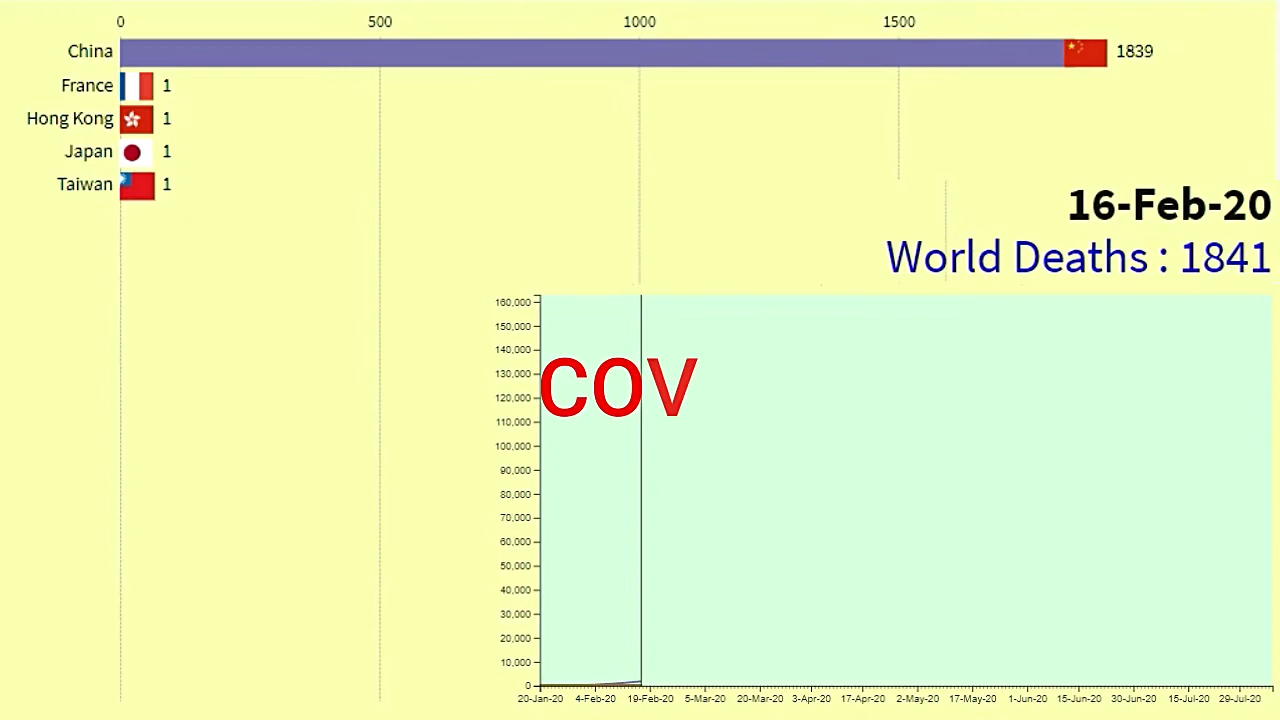 0 500 1000 1500
China 1839
France 1
Hong Kong 1
Japan 1
Taiwan 1
16-Feb-20
World Deaths : 1841
160,000
150,000
140,000
130,000
120,000
110,000
100,000
90,000
80,000
70,000
60,000
50,000
40,000
30,000
20,000
10,000
0
COV
20-Jan-20 4-Feb-20 19-Feb-20 5-Mar-20 20-Mar-20 3-Apr-20 17-Apr-20 2-May-20 17-May-20 1-Jun-20 15-Jun-20 30-Jun-20 15-Jul-20 29-Jul-20